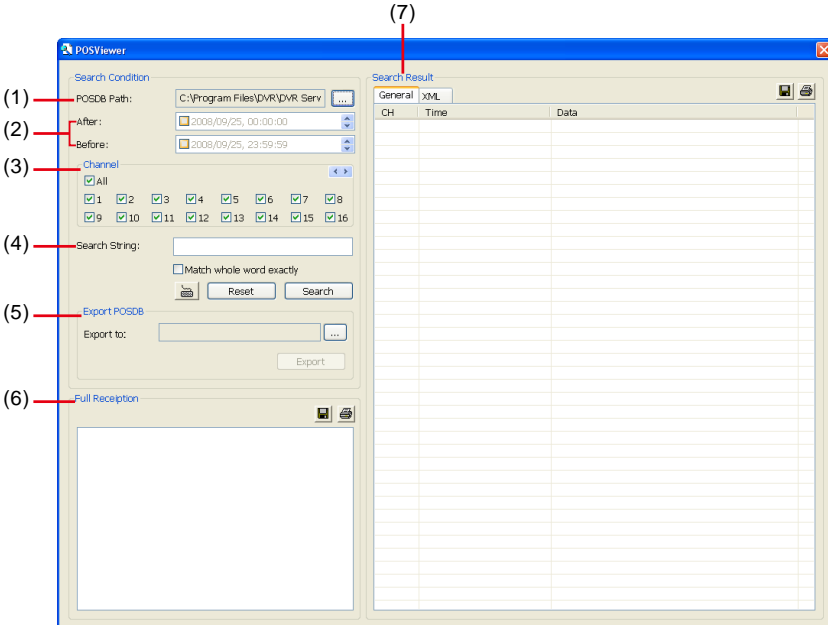 (7)
POSViewer
Search Condition
(1)
POSDB Path:
C:\Program Files\DVR\DVR Serv
...
(2)
After:
2008/09/25, 00:00:00
Before:
2008/09/25, 23:59:59
(3)
Channel
All
1 2 3 4 5 6 7 8
9 10 11 12 13 14 15 16
(4)
Search String:
Match whole word exactly
Reset Search
(5)
Export POSDB
Export to:
...
Export
(6)
Full Receiption
Search Result
General XML
CH Time Data